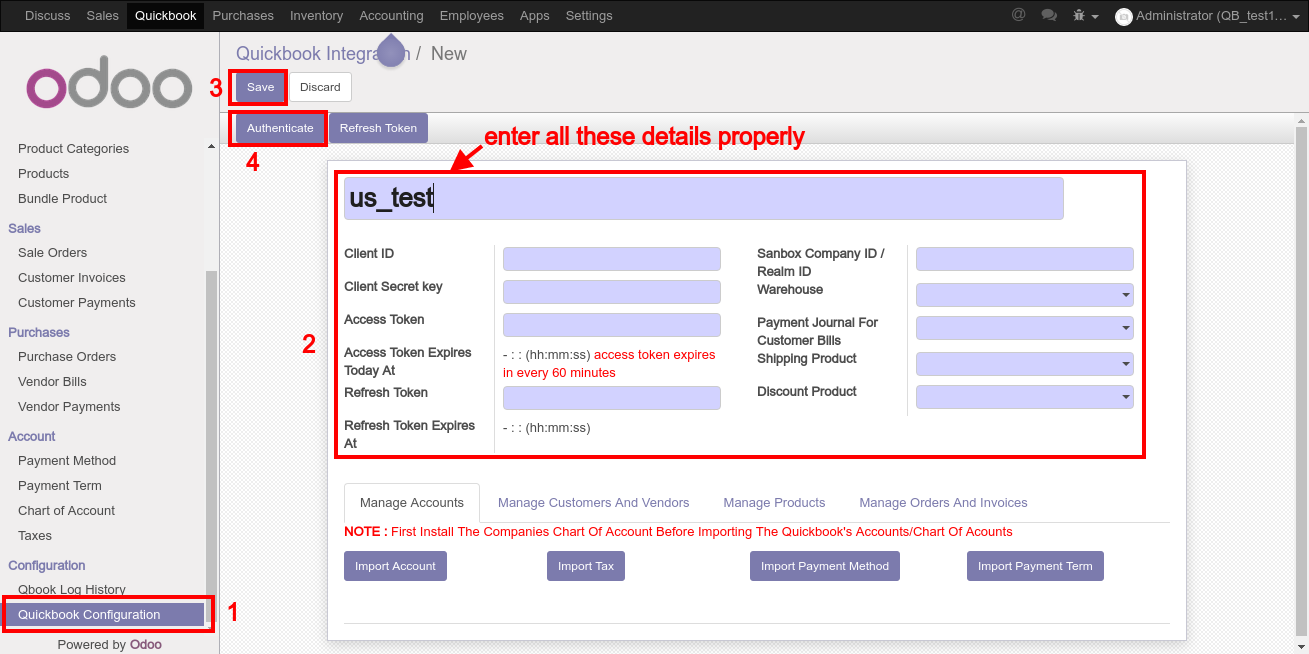 Discuss Sales Quickbook Purchases Inventory Accounting Employees Apps Settings @ Administrator (QB_test1...
odoo
Product Categories
Products
Bundle Product
Sales
Sale Orders
Customer Invoices
Customer Payments
Purchases
Purchase Orders
Vendor Bills
Vendor Payments
Account
Payment Method
Payment Term
Chart of Account
Taxes
Configuration
Qbook Log History
Quickbook Configuration
1
Powered by Odoo
Quickbook Integra n / New
3 Save Discard
Authenticate Refresh Token
4
enter all these details properly
us_test
2
Client ID
Client Secret key
Access Token
Access Token Expires
Today At
- : : (hh:mm:ss) access token expires
in every 60 minutes
Refresh Token
Refresh Token Expires
At
- : : (hh:mm:ss)
Sanbox Company ID /
Realm ID
Warehouse
Payment Journal For
Customer Bills
Shipping Product
Discount Product
Manage Accounts Manage Customers And Vendors Manage Products Manage Orders And Invoices
NOTE : First Install The Companies Chart Of Account Before Importing The Quickbook's Accounts/Chart Of Acounts
Import Account Import Tax Import Payment Method Import Payment Term